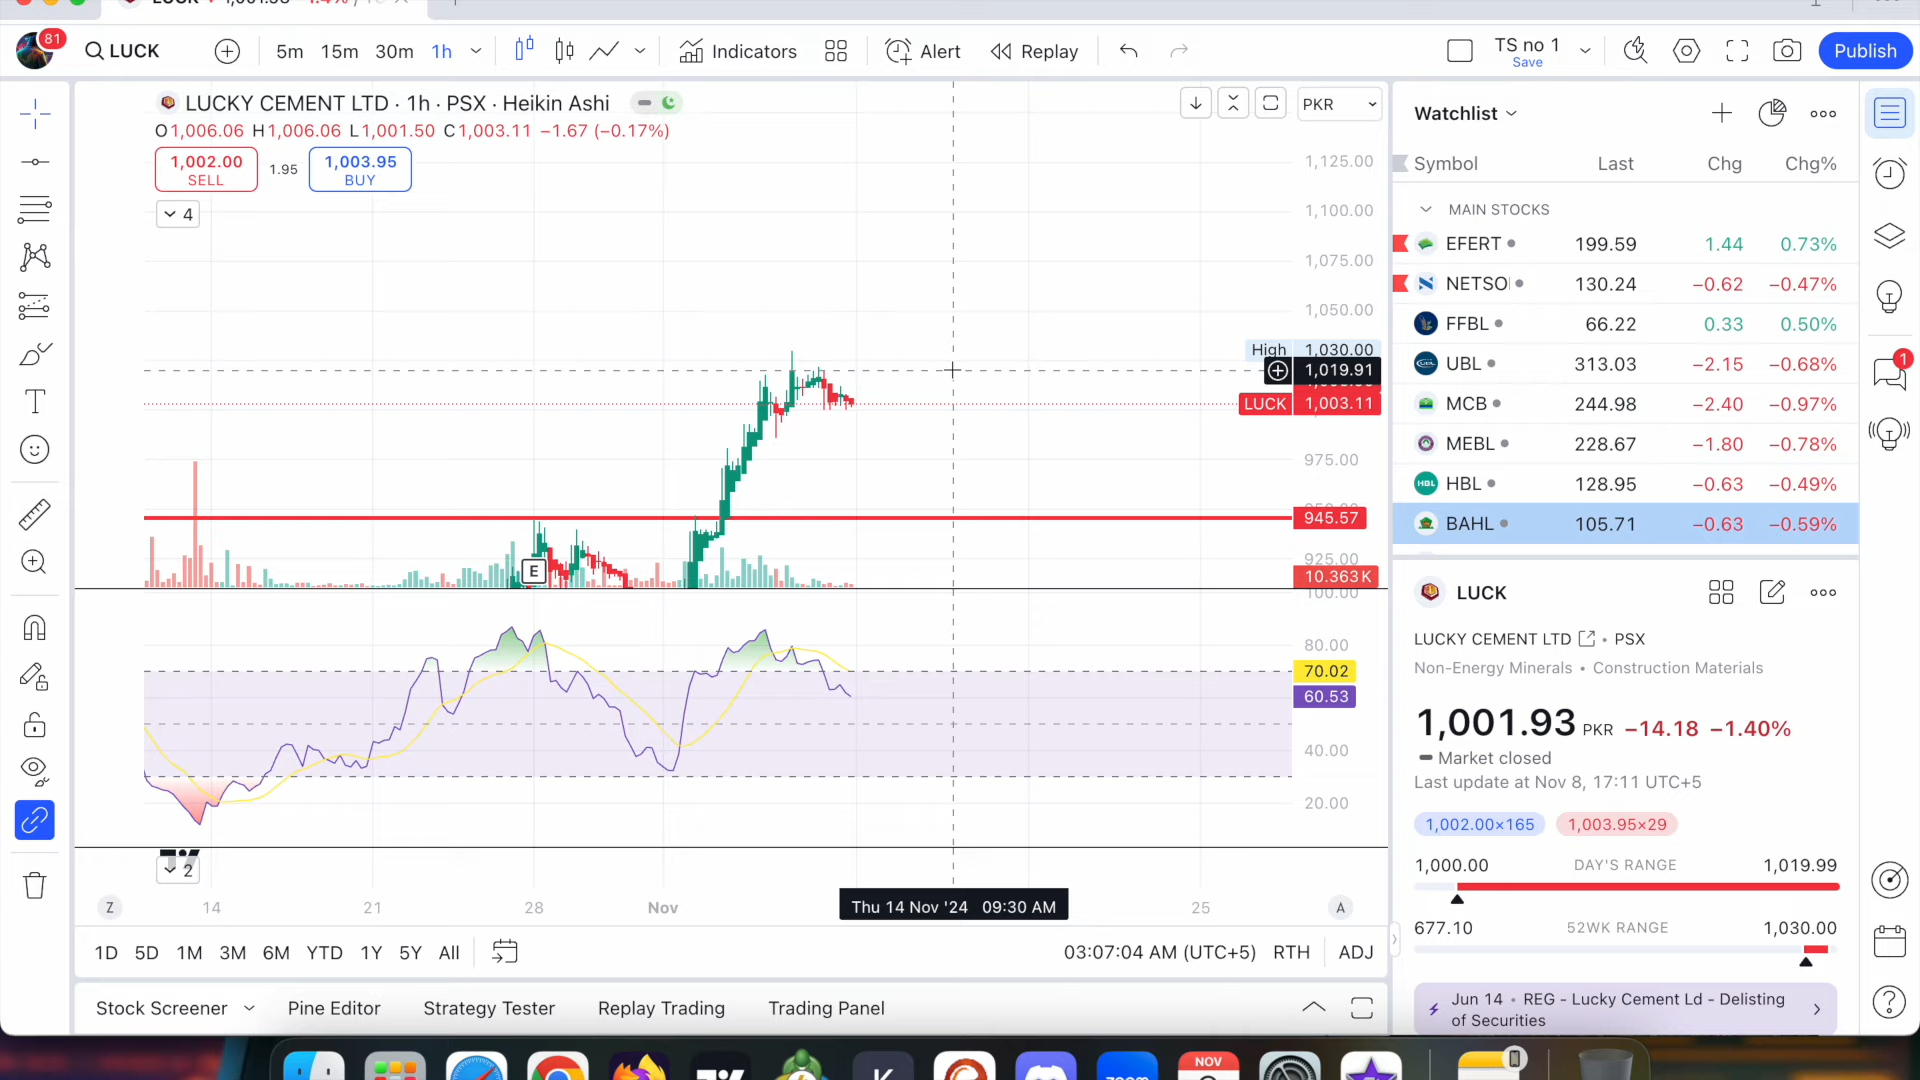 81
LUCK
5m 15m 30m 1h
Indicators
Alert
Replay
TS no 1
Save
Publish
LUCKY CEMENT LTD · 1h · PSX · Heikin Ashi
O1,006.06 H1,006.06 L1,001.50 C1,003.11 −1.67 (−0.17%)
1,002.00
SELL
1.95
1,003.95
BUY
4
PKR
1,125.00
1,100.00
1,075.00
1,050.00
High 1,030.00
1,019.91
LUCK 1,003.11
975.00
945.57
925.00
10.363K
100.00
E
80.00
70.02
60.53
40.00
20.00
2
Z 14 21 28 Nov Thu 14 Nov '24 09:30 AM 25 A
1D 5D 1M 3M 6M YTD 1Y 5Y All
03:07:04 AM (UTC+5) RTH ADJ
Stock Screener Pine Editor Strategy Tester Replay Trading Trading Panel
Watchlist
Symbol Last Chg Chg%
MAIN STOCKS
EFERT 199.59 1.44 0.73%
NETSO 130.24 −0.62 −0.47%
FFBL 66.22 0.33 0.50%
UBL 313.03 −2.15 −0.68%
MCB 244.98 −2.40 −0.97%
MEBL 228.67 −1.80 −0.78%
HBL HBL 128.95 −0.63 −0.49%
BAHL 105.71 −0.63 −0.59%
1
LUCK
LUCKY CEMENT LTD • PSX
Non-Energy Minerals • Construction Materials
1,001.93 PKR −14.18 −1.40%
Market closed
Last update at Nov 8, 17:11 UTC+5
1,002.00×165 1,003.95×29
1,000.00 DAY'S RANGE 1,019.99
677.10 52WK RANGE 1,030.00
Jun 14 • REG - Lucky Cement Ld - Delisting
of Securities
zoom
NOV